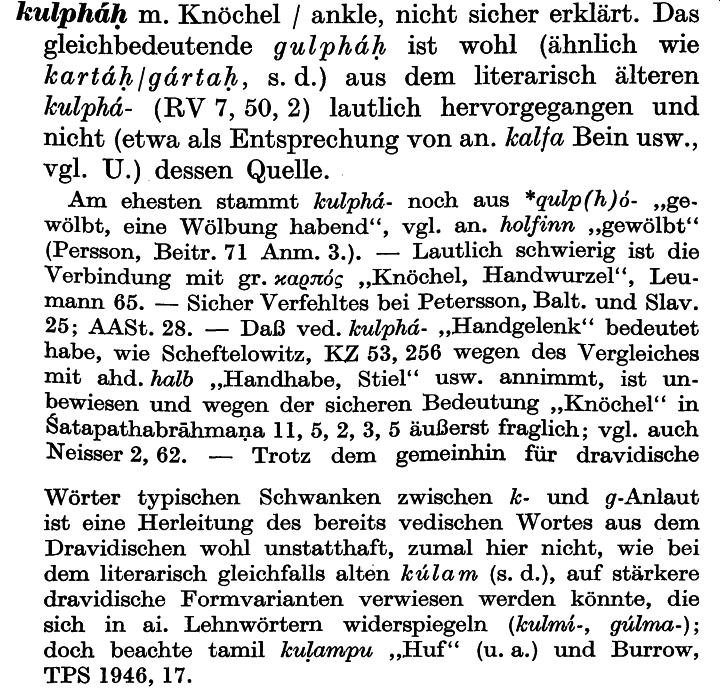 kulpháḥ m. Knöchel / ankle, nicht sicher erklärt. Das
gleichbedeutende gulpháḥ ist wohl (ähnlich wie
kartáḥ/gártaḥ, s. d.) aus dem literarisch älteren
kulphá- (RV 7, 50, 2) lautlich hervorgegangen und
nicht (etwa als Entsprechung von an. kalfa Bein usw.,
vgl. U.) dessen Quelle.
Am ehesten stammt kulphá- noch aus *qulp(h)ó- „ge-
wölbt, eine Wölbung habend“, vgl. an. holfinn „gewölbt“
(Persson, Beitr. 71 Anm. 3.). — Lautlich schwierig ist die
Verbindung mit gr. καρπός „Knöchel, Handwurzel“, Leu-
mann 65. — Sicher Verfehltes bei Petersson, Balt. und Slav.
25; AASt. 28. — Daß ved. kulphá- „Handgelenk“ bedeutet
habe, wie Scheftelowitz, KZ 53, 256 wegen des Vergleiches
mit ahd. halb „Handhabe, Stiel“ usw. annimmt, ist un-
bewiesen und wegen der sicheren Bedeutung „Knöchel“ in
Śatapathabrāhmaṇa 11, 5, 2, 3, 5 äußerst fraglich; vgl. auch
Neisser 2, 62. — Trotz dem gemeinhin für dravidische
Wörter typischen Schwanken zwischen k- und g-Anlaut
ist eine Herleitung des bereits vedischen Wortes aus dem
Dravidischen wohl unstatthaft, zumal hier nicht, wie bei
dem literarisch gleichfalls alten kúlam (s. d.), auf stärkere
dravidische Formvarianten verwiesen werden könnte, die
sich in ai. Lehnwörtern widerspiegeln (kulmí-, gúlma-);
doch beachte tamil kuḷampu „Huf“ (u. a.) und Burrow,
TPS 1946, 17.